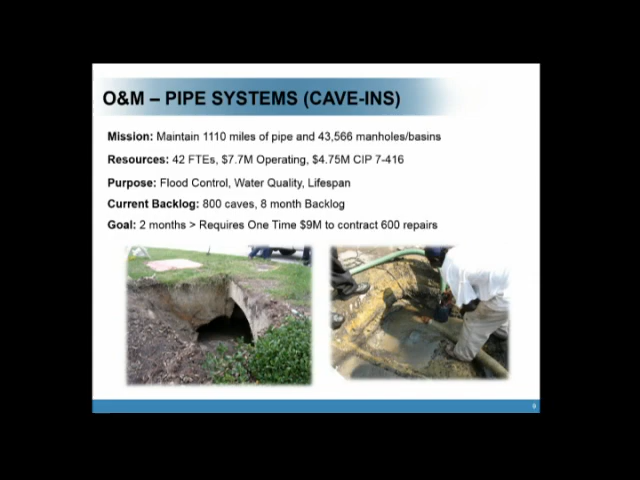 O&M – PIPE SYSTEMS (CAVE-INS)
Mission: Maintain 1110 miles of pipe and 43,566 manholes/basins
Resources: 42 FTEs, $7.7M Operating, $4.75M CIP 7-416
Purpose: Flood Control, Water Quality, Lifespan
Current Backlog: 800 caves, 8 month Backlog
Goal: 2 months > Requires One Time $9M to contract 600 repairs